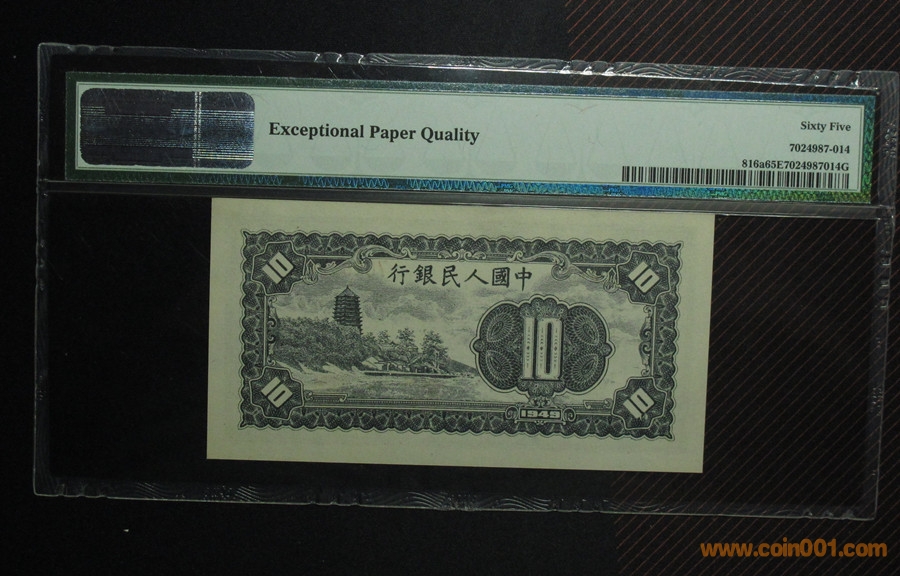 Exceptional Paper Quality
Sixty Five
7024987-014
816a65E7024987014G
行銀民人國中
10
10
10
10
10
1949
www.coin001.com